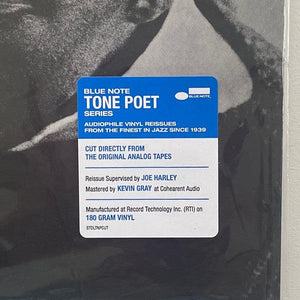 BLUE NOTE
TONE POET
SERIES
BLUE NOTE
AUDIOPHILE VINYL REISSUES
FROM THE FINEST IN JAZZ SINCE 1939
CUT DIRECTLY FROM
THE ORIGINAL ANALOG TAPES
Reissue Supervised by JOE HARLEY
Mastered by KEVIN GRAY at Cohearent Audio
Manufactured at Record Technology Inc. (RTI) on
180 GRAM VINYL